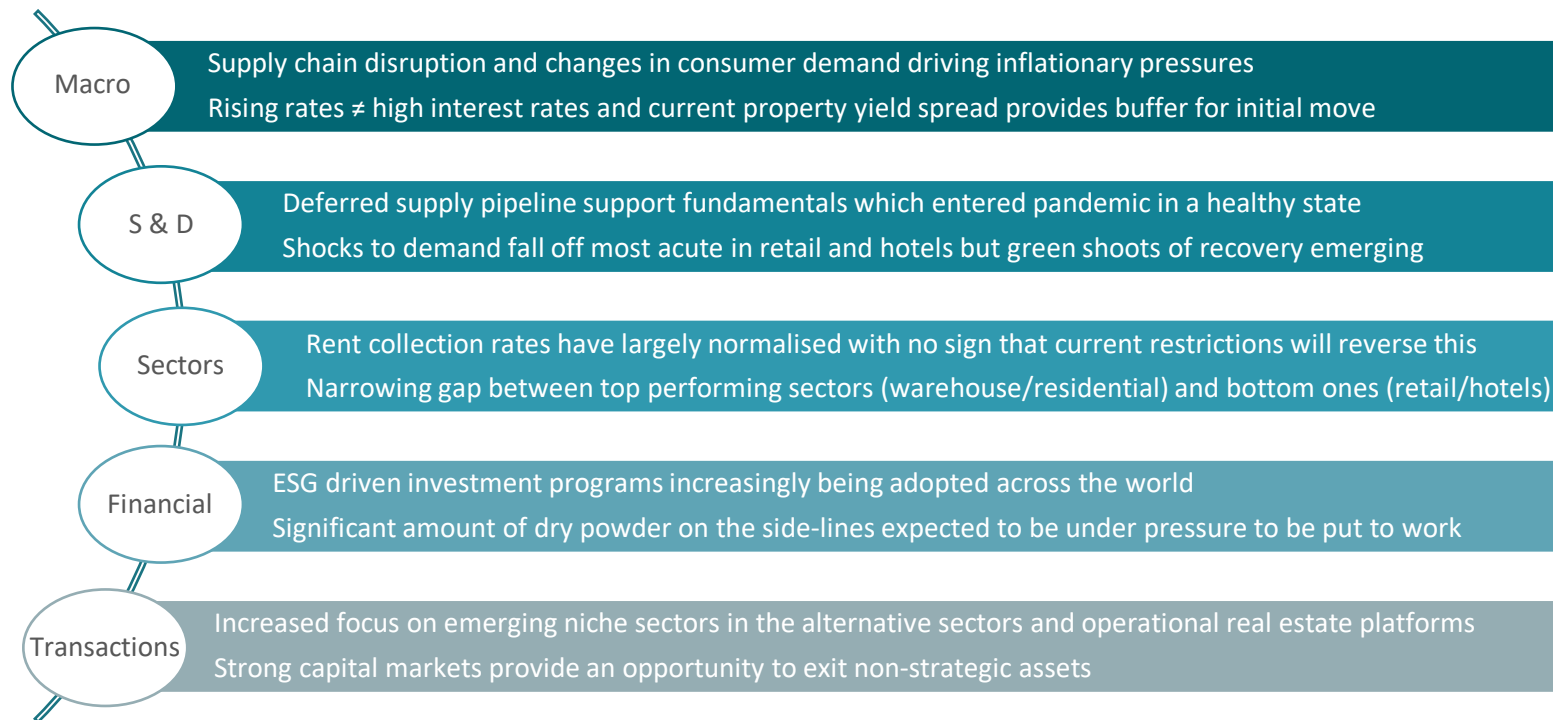 Macro
Supply chain disruption and changes in consumer demand driving inflationary pressures
Rising rates ≠ high interest rates and current property yield spread provides buffer for initial move
S & D
Deferred supply pipeline support fundamentals which entered pandemic in a healthy state
Shocks to demand fall off most acute in retail and hotels but green shoots of recovery emerging
Sectors
Rent collection rates have largely normalised with no sign that current restrictions will reverse this
Narrowing gap between top performing sectors (warehouse/residential) and bottom ones (retail/hotels)
Financial
ESG driven investment programs increasingly being adopted across the world
Significant amount of dry powder on the side-lines expected to be under pressure to be put to work
Transactions
Increased focus on emerging niche sectors in the alternative sectors and operational real estate platforms
Strong capital markets provide an opportunity to exit non-strategic assets